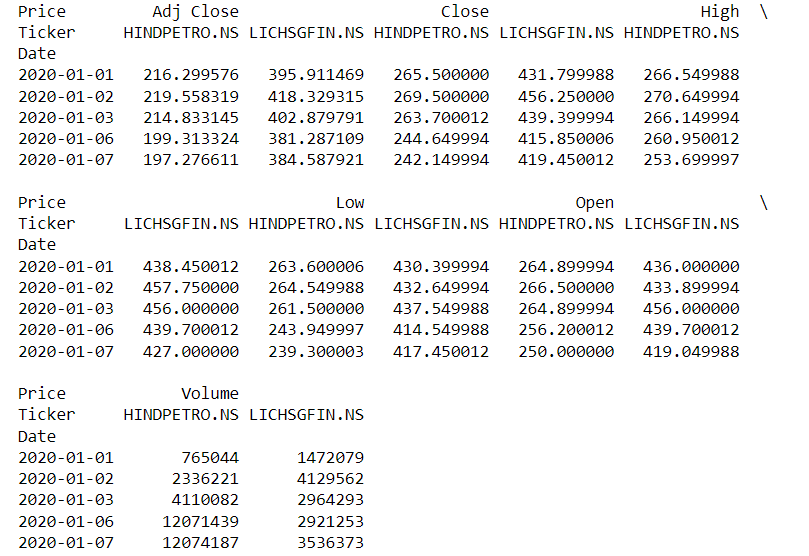 Price Adj Close Close High \
Ticker HINDPETRO.NS LICHSGFIN.NS HINDPETRO.NS LICHSGFIN.NS HINDPETRO.NS
Date
2020-01-01 216.299576 395.911469 265.500000 431.799988 266.549988
2020-01-02 219.558319 418.329315 269.500000 456.250000 270.649994
2020-01-03 214.833145 402.879791 263.700012 439.399994 266.149994
2020-01-06 199.313324 381.287109 244.649994 415.850006 260.950012
2020-01-07 197.276611 384.587921 242.149994 419.450012 253.699997
Price Low Open \
Ticker LICHSGFIN.NS HINDPETRO.NS LICHSGFIN.NS HINDPETRO.NS LICHSGFIN.NS
Date
2020-01-01 438.450012 263.600006 430.399994 264.899994 436.000000
2020-01-02 457.750000 264.549988 432.649994 266.500000 433.899994
2020-01-03 456.000000 261.500000 437.549988 264.899994 456.000000
2020-01-06 439.700012 243.949997 414.549988 256.200012 439.700012
2020-01-07 427.000000 239.300003 417.450012 250.000000 419.049988
Price Volume
Ticker HINDPETRO.NS LICHSGFIN.NS
Date
2020-01-01 765044 1472079
2020-01-02 2336221 4129562
2020-01-03 4110082 2964293
2020-01-06 12071439 2921253
2020-01-07 12074187 3536373